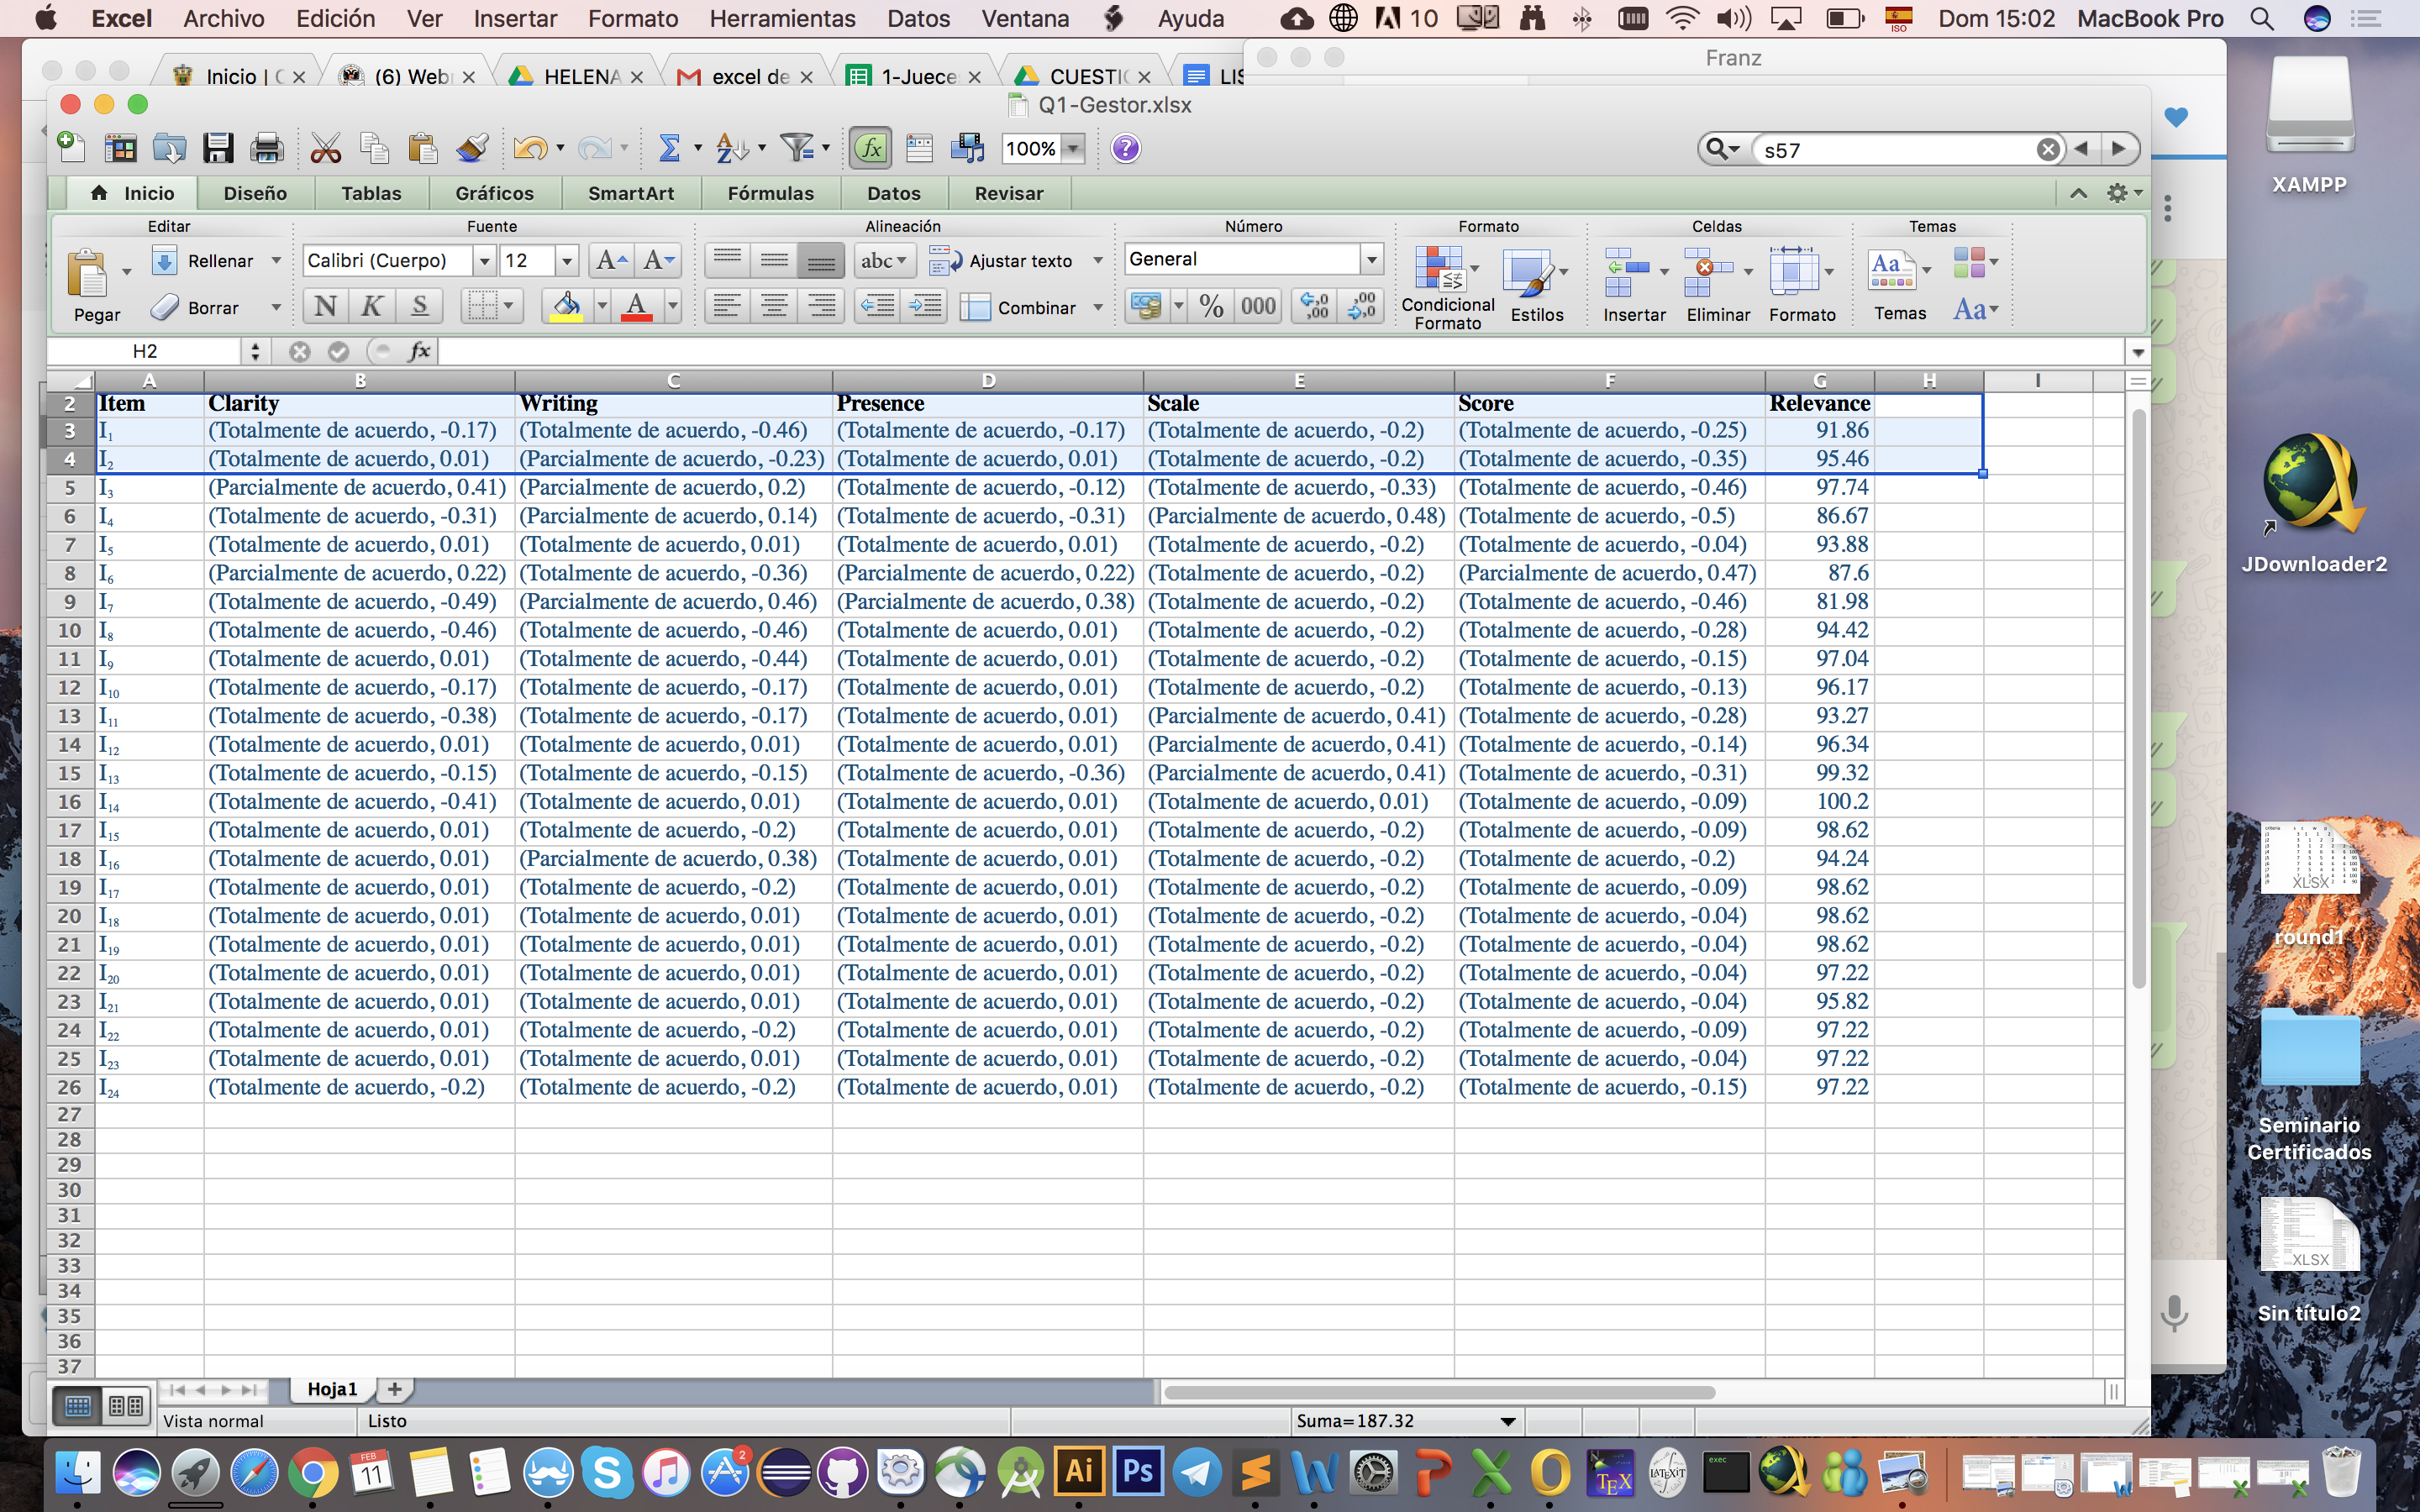 Excel Archivo Edición Ver Insertar Formato Herramientas Datos Ventana Ayuda 10 ISO Dom 15:02 MacBook Pro
Franz
Inicio | C (6) Web HELENA excel de 1-Juece CUESTI LIS
Q1-Gestor.xlsx
100% s57
Inicio Diseño Tablas Gráficos SmartArt Fórmulas Datos Revisar
Editar Fuente Alineación Número Formato Celdas Temas
Rellenar Calibri (Cuerpo) 12 A A abc Ajustar texto General
Pegar Borrar N K S A Combinar % 000 Condicional Formato Estilos Insertar Eliminar Formato Temas Aa
H2 fx
A B C D E F G H I
2 Item Clarity Writing Presence Scale Score Relevance
3 I1 (Totalmente de acuerdo, -0.17) (Totalmente de acuerdo, -0.46) (Totalmente de acuerdo, -0.17) (Totalmente de acuerdo, -0.2) (Totalmente de acuerdo, -0.25) 91.86
4 I2 (Totalmente de acuerdo, 0.01) (Parcialmente de acuerdo, -0.23) (Totalmente de acuerdo, 0.01) (Totalmente de acuerdo, -0.2) (Totalmente de acuerdo, -0.35) 95.46
5 I3 (Parcialmente de acuerdo, 0.41) (Parcialmente de acuerdo, 0.2) (Totalmente de acuerdo, -0.12) (Totalmente de acuerdo, -0.33) (Totalmente de acuerdo, -0.46) 97.74
6 I4 (Totalmente de acuerdo, -0.31) (Parcialmente de acuerdo, 0.14) (Totalmente de acuerdo, -0.31) (Parcialmente de acuerdo, 0.48) (Totalmente de acuerdo, -0.5) 86.67
7 I5 (Totalmente de acuerdo, 0.01) (Totalmente de acuerdo, 0.01) (Totalmente de acuerdo, 0.01) (Totalmente de acuerdo, -0.2) (Totalmente de acuerdo, -0.04) 93.88
8 I6 (Parcialmente de acuerdo, 0.22) (Totalmente de acuerdo, -0.36) (Parcialmente de acuerdo, 0.22) (Totalmente de acuerdo, -0.2) (Parcialmente de acuerdo, 0.47) 87.6
9 I7 (Totalmente de acuerdo, -0.49) (Parcialmente de acuerdo, 0.46) (Parcialmente de acuerdo, 0.38) (Totalmente de acuerdo, -0.2) (Totalmente de acuerdo, -0.46) 81.98
10 I8 (Totalmente de acuerdo, -0.46) (Totalmente de acuerdo, -0.46) (Totalmente de acuerdo, 0.01) (Totalmente de acuerdo, -0.2) (Totalmente de acuerdo, -0.28) 94.42
11 I9 (Totalmente de acuerdo, 0.01) (Totalmente de acuerdo, -0.44) (Totalmente de acuerdo, 0.01) (Totalmente de acuerdo, -0.2) (Totalmente de acuerdo, -0.15) 97.04
12 I10 (Totalmente de acuerdo, -0.17) (Totalmente de acuerdo, -0.17) (Totalmente de acuerdo, 0.01) (Totalmente de acuerdo, -0.2) (Totalmente de acuerdo, -0.13) 96.17
13 I11 (Totalmente de acuerdo, -0.38) (Totalmente de acuerdo, -0.17) (Totalmente de acuerdo, 0.01) (Parcialmente de acuerdo, 0.41) (Totalmente de acuerdo, -0.28) 93.27
14 I12 (Totalmente de acuerdo, 0.01) (Totalmente de acuerdo, 0.01) (Totalmente de acuerdo, 0.01) (Parcialmente de acuerdo, 0.41) (Totalmente de acuerdo, -0.14) 96.34
15 I13 (Totalmente de acuerdo, -0.15) (Totalmente de acuerdo, -0.15) (Totalmente de acuerdo, -0.36) (Parcialmente de acuerdo, 0.41) (Totalmente de acuerdo, -0.31) 99.32
16 I14 (Totalmente de acuerdo, -0.41) (Totalmente de acuerdo, 0.01) (Totalmente de acuerdo, 0.01) (Totalmente de acuerdo, 0.01) (Totalmente de acuerdo, -0.09) 100.2
17 I15 (Totalmente de acuerdo, 0.01) (Totalmente de acuerdo, -0.2) (Totalmente de acuerdo, 0.01) (Totalmente de acuerdo, -0.2) (Totalmente de acuerdo, -0.09) 98.62
18 I16 (Totalmente de acuerdo, 0.01) (Parcialmente de acuerdo, 0.38) (Totalmente de acuerdo, 0.01) (Totalmente de acuerdo, -0.2) (Totalmente de acuerdo, -0.2) 94.24
19 I17 (Totalmente de acuerdo, 0.01) (Totalmente de acuerdo, -0.2) (Totalmente de acuerdo, 0.01) (Totalmente de acuerdo, -0.2) (Totalmente de acuerdo, -0.09) 98.62
20 I18 (Totalmente de acuerdo, 0.01) (Totalmente de acuerdo, 0.01) (Totalmente de acuerdo, 0.01) (Totalmente de acuerdo, -0.2) (Totalmente de acuerdo, -0.04) 98.62
21 I19 (Totalmente de acuerdo, 0.01) (Totalmente de acuerdo, 0.01) (Totalmente de acuerdo, 0.01) (Totalmente de acuerdo, -0.2) (Totalmente de acuerdo, -0.04) 98.62
22 I20 (Totalmente de acuerdo, 0.01) (Totalmente de acuerdo, 0.01) (Totalmente de acuerdo, 0.01) (Totalmente de acuerdo, -0.2) (Totalmente de acuerdo, -0.04) 97.22
23 I21 (Totalmente de acuerdo, 0.01) (Totalmente de acuerdo, 0.01) (Totalmente de acuerdo, 0.01) (Totalmente de acuerdo, -0.2) (Totalmente de acuerdo, -0.04) 95.82
24 I22 (Totalmente de acuerdo, 0.01) (Totalmente de acuerdo, -0.2) (Totalmente de acuerdo, 0.01) (Totalmente de acuerdo, -0.2) (Totalmente de acuerdo, -0.09) 97.22
25 I23 (Totalmente de acuerdo, 0.01) (Totalmente de acuerdo, 0.01) (Totalmente de acuerdo, 0.01) (Totalmente de acuerdo, -0.2) (Totalmente de acuerdo, -0.04) 97.22
26 I24 (Totalmente de acuerdo, -0.2) (Totalmente de acuerdo, -0.2) (Totalmente de acuerdo, 0.01) (Totalmente de acuerdo, -0.2) (Totalmente de acuerdo, -0.15) 97.22
27
28
29
30
31
32
33
34
35
36
37
Hoja1
Vista normal Listo Suma=187.32
XAMPP
JDownloader2
XLSX
round1
Seminario
Certificados
XLSX
Sin título2
FEB 11 2 Ai Ps exec TEX LATEXIT